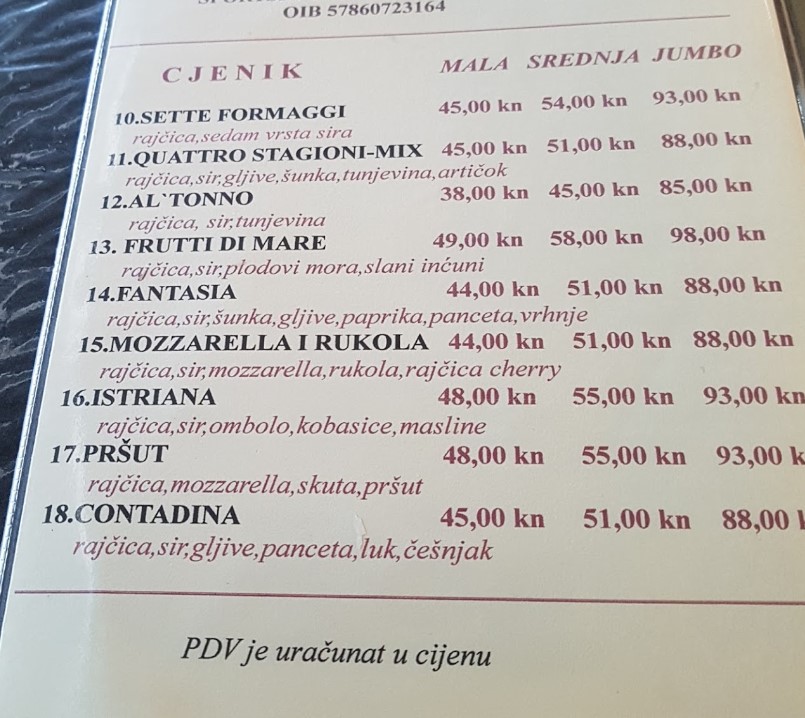 OIB 57860723164
CJENIK MALA SREDNJA JUMBO
10.SETTE FORMAGGI 45,00 kn 54,00 kn 93,00 kn
rajčica,sedam vrsta sira
11.QUATTRO STAGIONI-MIX 45,00 kn 51,00 kn 88,00 kn
rajčica,sir,gljive,šunka,tunjevina,artičok
12.AL`TONNO 38,00 kn 45,00 kn 85,00 kn
rajčica, sir,tunjevina
13. FRUTTI DI MARE 49,00 kn 58,00 kn 98,00 kn
rajčica,sir,plodovi mora,slani inćuni
14.FANTASIA 44,00 kn 51,00 kn 88,00 kn
rajčica,sir,šunka,gljive,paprika,panceta,vrhnje
15.MOZZARELLA I RUKOLA 44,00 kn 51,00 kn 88,00 kn
rajčica,sir,mozzarella,rukola,rajčica cherry
16.ISTRIANA 48,00 kn 55,00 kn 93,00 kn
rajčica,sir,ombolo,kobasice,masline
17.PRŠUT 48,00 kn 55,00 kn 93,00 k
rajčica,mozzarella,skuta,pršut
18.CONTADINA 45,00 kn 51,00 kn 88,00
rajčica,sir,gljive,panceta,luk,češnjak
PDV je uračunat u cijenu